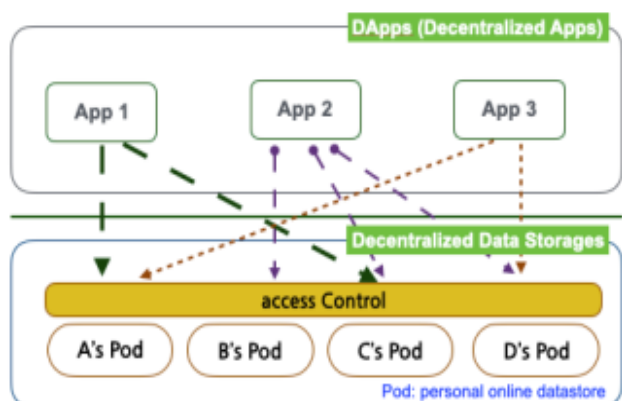 DApps (Decentralized Apps)
App 1
App 2
App 3
Decentralized Data Storages
access Control
A's Pod
B's Pod
C's Pod
D's Pod
Pod: personal online datastore